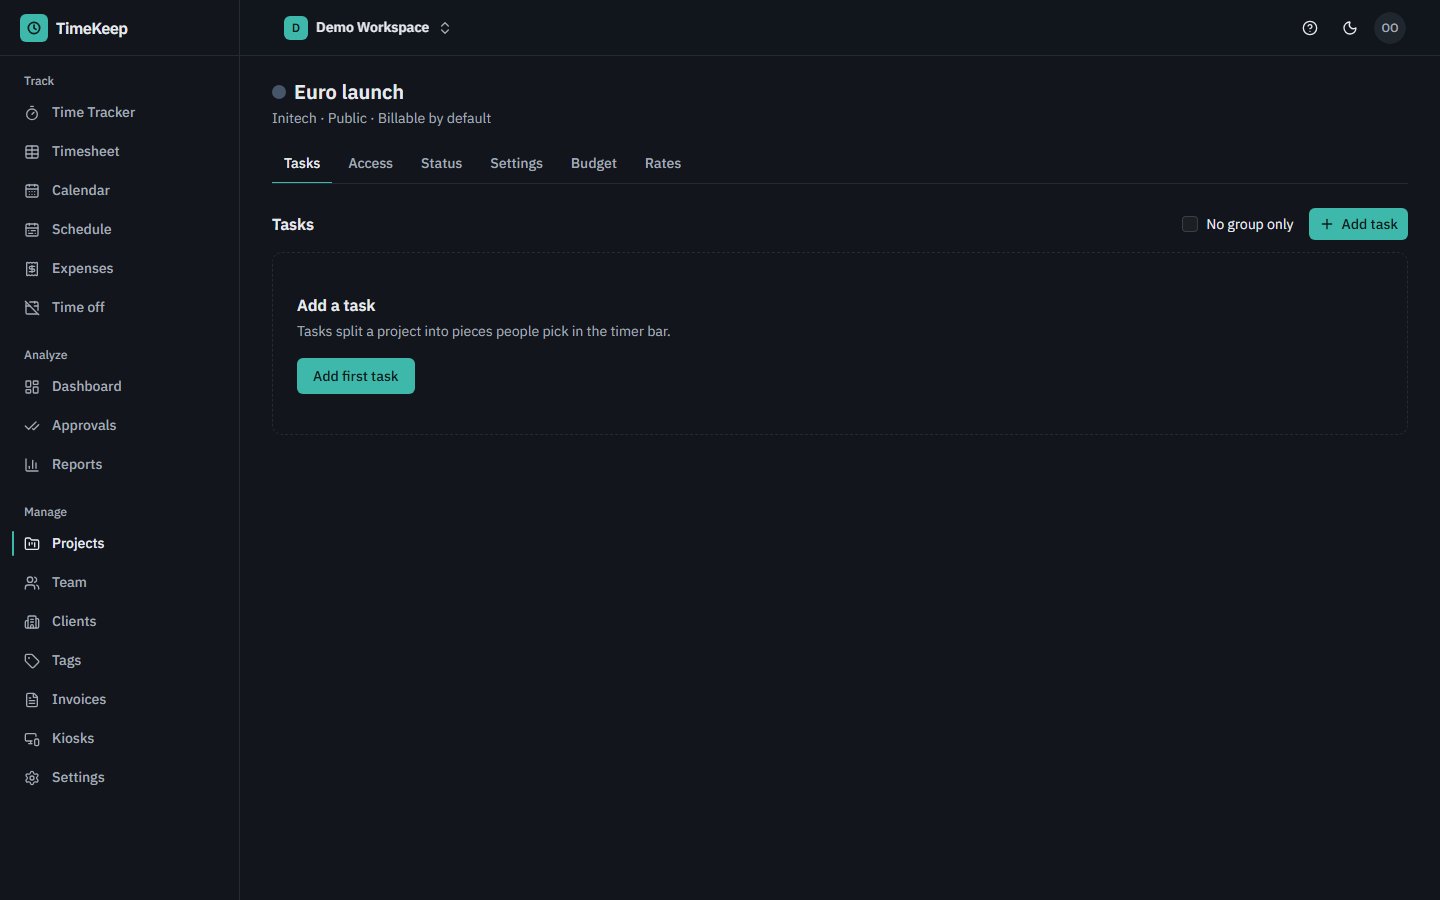 TimeKeep
D Demo Workspace
OO
Track
Time Tracker
Timesheet
Calendar
Schedule
Expenses
Time off
Analyze
Dashboard
Approvals
Reports
Manage
Projects
Team
Clients
Tags
Invoices
Kiosks
Settings
Euro launch
Initech · Public · Billable by default
Tasks Access Status Settings Budget Rates
Tasks
No group only
+ Add task
Add a task
Tasks split a project into pieces people pick in the timer bar.
Add first task